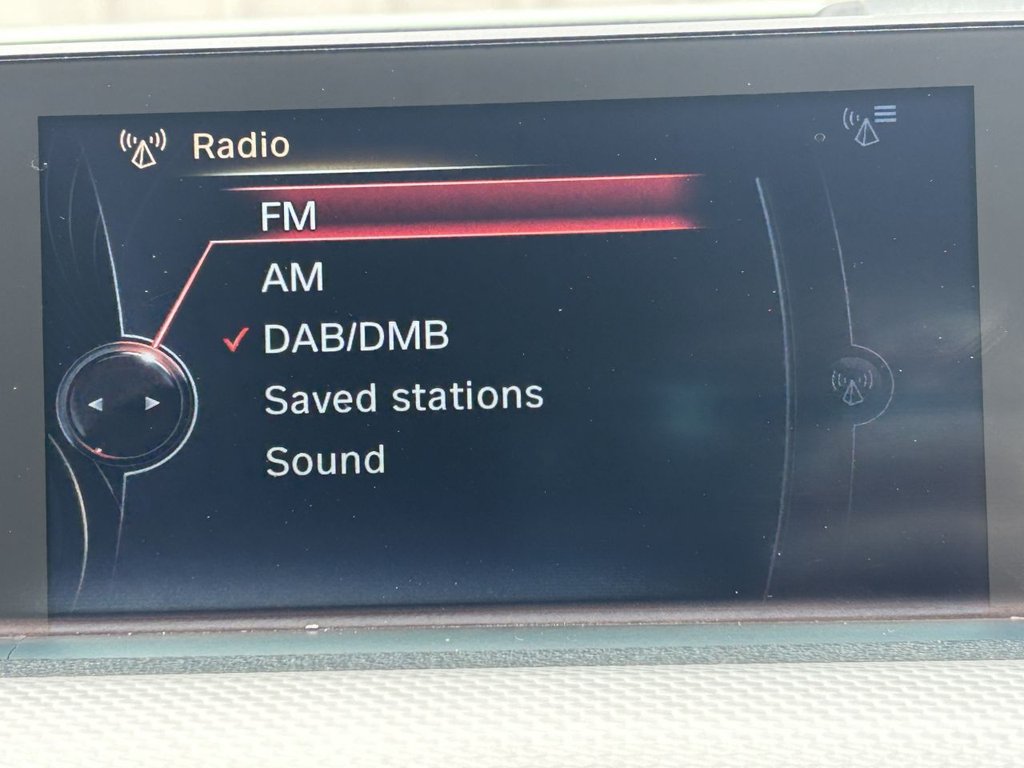 Radio
FM
AM
DAB/DMB
Saved stations
Sound